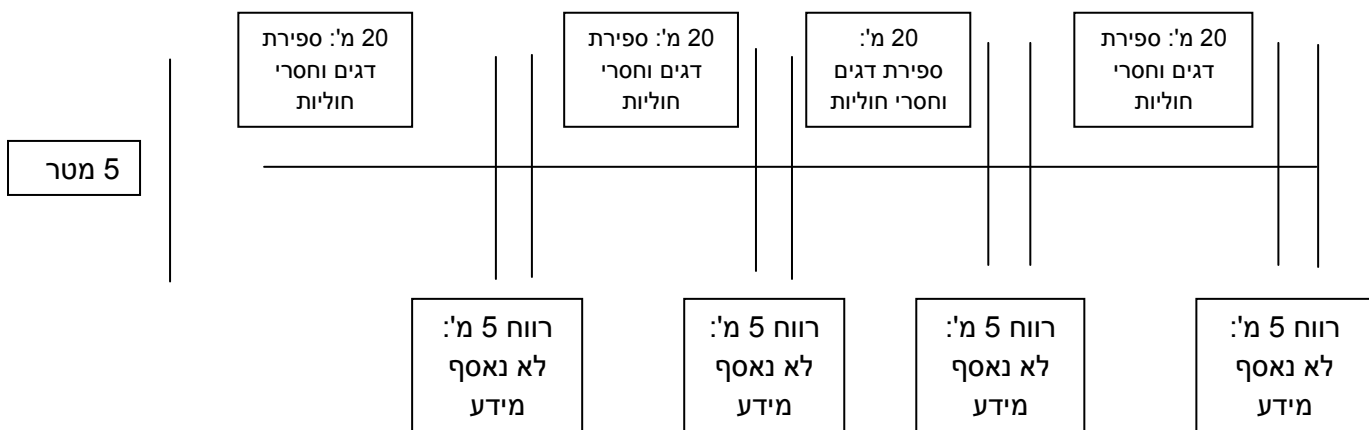 20 מ': ספירת
דגים וחסרי
חוליות
20 מ':
ספירת דגים
וחסרי חוליות
20 מ': ספירת
דגים וחסרי
חוליות
20 מ': ספירת
דגים וחסרי
חוליות
5 מטר
רווח 5 מ':
לא נאסף
מידע
רווח 5 מ':
לא נאסף
מידע
רווח 5 מ':
לא נאסף
מידע
רווח 5 מ':
לא נאסף
מידע